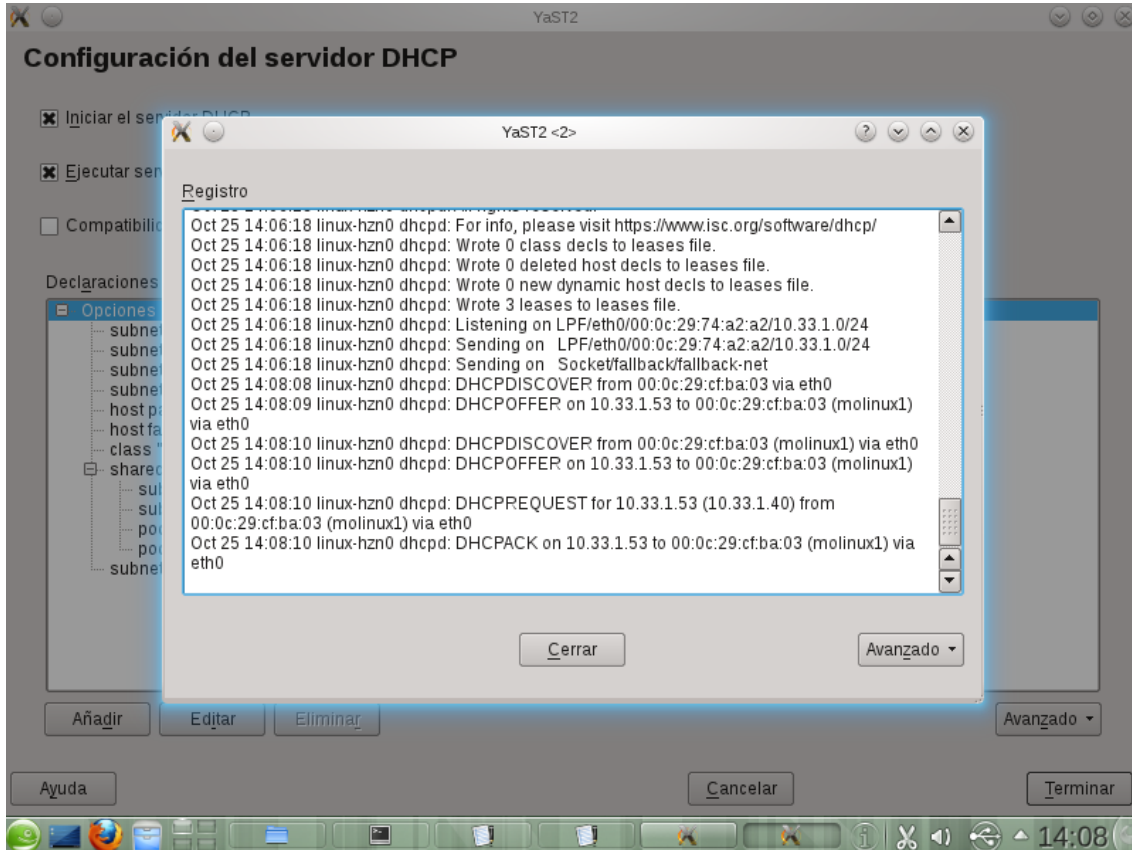 YaST2
Configuración del servidor DHCP
Iniciar el
YaST2 <2>
Ejecutar
Registro
Compatibili
Oct 25 14:06:18 linux-hzn0 dhcpd: For info, please visit https://www.isc.org/software/dhcp/
Oct 25 14:06:18 linux-hzn0 dhcpd: Wrote 0 class decls to leases file.
Oct 25 14:06:18 linux-hzn0 dhcpd: Wrote 0 deleted host decls to leases file.
Oct 25 14:06:18 linux-hzn0 dhcpd: Wrote 0 new dynamic host decls to leases file.
Oct 25 14:06:18 linux-hzn0 dhcpd: Wrote 3 leases to leases file.
Oct 25 14:06:18 linux-hzn0 dhcpd: Listening on LPF/eth0/00:0c:29:74:a2:a2/10.33.1.0/24
Oct 25 14:06:18 linux-hzn0 dhcpd: Sending on   LPF/eth0/00:0c:29:74:a2:a2/10.33.1.0/24
Oct 25 14:06:18 linux-hzn0 dhcpd: Sending on   Socket/fallback/fallback-net
Oct 25 14:08:08 linux-hzn0 dhcpd: DHCPDISCOVER from 00:0c:29:cf:ba:03 via eth0
Oct 25 14:08:09 linux-hzn0 dhcpd: DHCPOFFER on 10.33.1.53 to 00:0c:29:cf:ba:03 (molinux1)
via eth0
Oct 25 14:08:10 linux-hzn0 dhcpd: DHCPDISCOVER from 00:0c:29:cf:ba:03 (molinux1) via eth0
Oct 25 14:08:10 linux-hzn0 dhcpd: DHCPOFFER on 10.33.1.53 to 00:0c:29:cf:ba:03 (molinux1)
via eth0
Oct 25 14:08:10 linux-hzn0 dhcpd: DHCPREQUEST for 10.33.1.53 (10.33.1.40) from
00:0c:29:cf:ba:03 (molinux1) via eth0
Oct 25 14:08:10 linux-hzn0 dhcpd: DHCPACK on 10.33.1.53 to 00:0c:29:cf:ba:03 (molinux1) via
eth0
Cerrar
Avanzado
Declaraciones
Opciones
subne
subne
subne
subne
host p
host fa
class "
share
su
su
po
po
subne
Añadir
Editar
Eliminar
Avanzado
Ayuda
Cancelar
Terminar
14:08